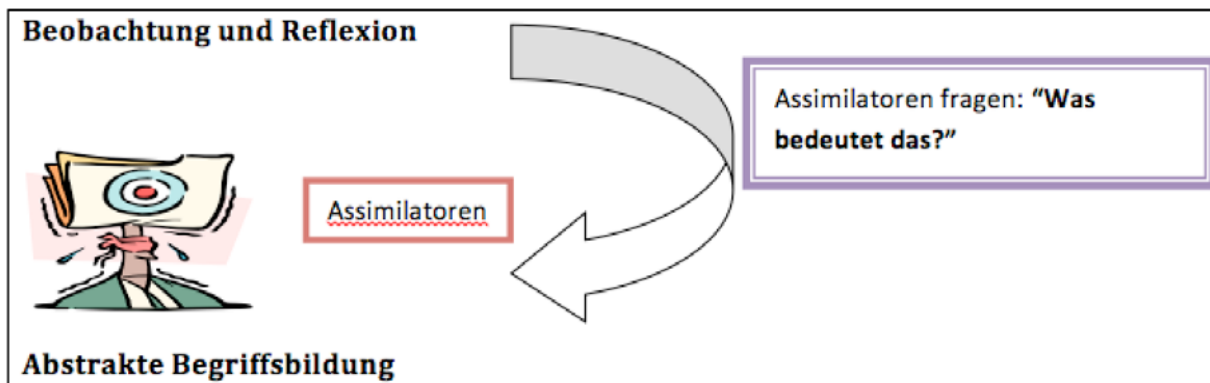 Beobachtung und Reflexion
Assimilatoren fragen: “Was
bedeutet das?”
Assimilatoren
Abstrakte Begriffsbildung